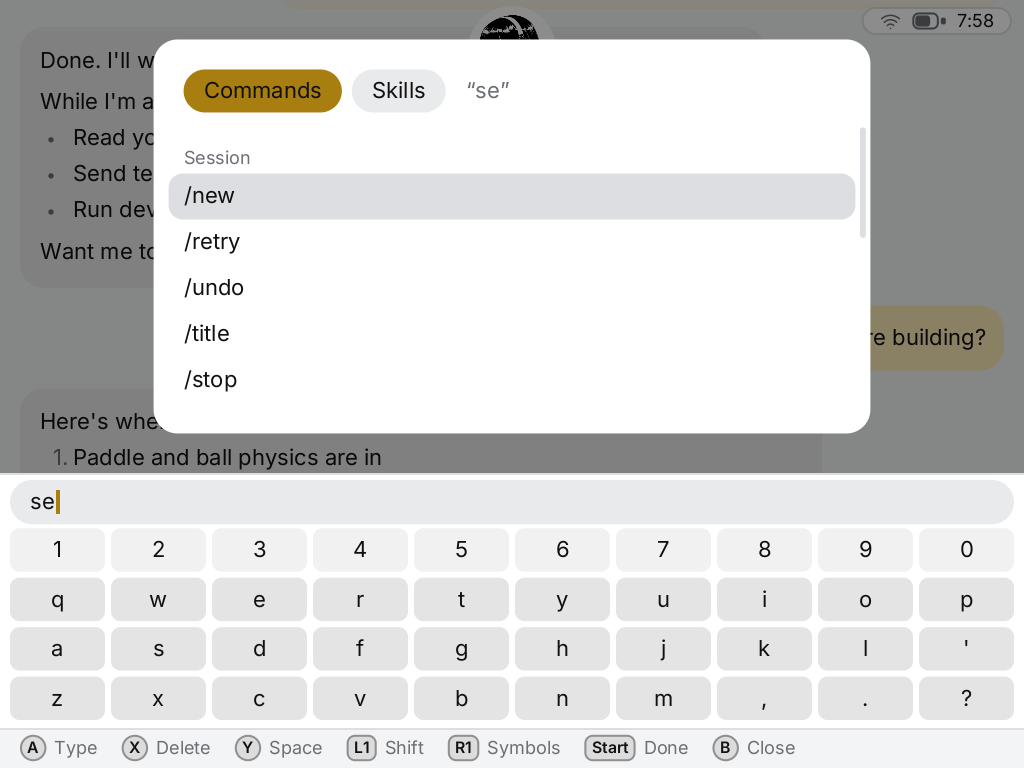 7:58
Done. I'll w
Commands Skills “se”
While I'm a
• Read yo
Session
• Send te
/new
• Run dev
/retry
Want me to
/undo
/title
re building?
/stop
Here's whe
1. Paddle and ball physics are in
se
1 2 3 4 5 6 7 8 9 0
q w e r t y u i o p
a s d f g h j k l '
z x c v b n m , . ?
A Type X Delete Y Space L1 Shift R1 Symbols Start Done B Close